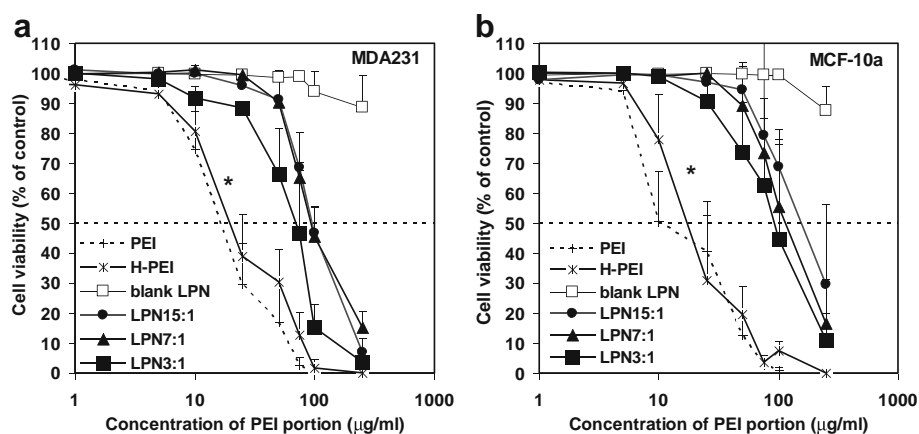 a
MDA231
Cell viability (% of control)
110
100
90
80
70
60
50
40
30
20
10
0
*
PEI
H-PEI
blank LPN
LPN15:1
LPN7:1
LPN3:1
1 10 100 1000
Concentration of PEI portion (µg/ml)
b
MCF-10a
Cell viability (% of control)
110
100
90
80
70
60
50
40
30
20
10
0
*
PEI
H-PEI
blank LPN
LPN15:1
LPN7:1
LPN3:1
1 10 100 1000
Concentration of PEI portion (µg/ml)